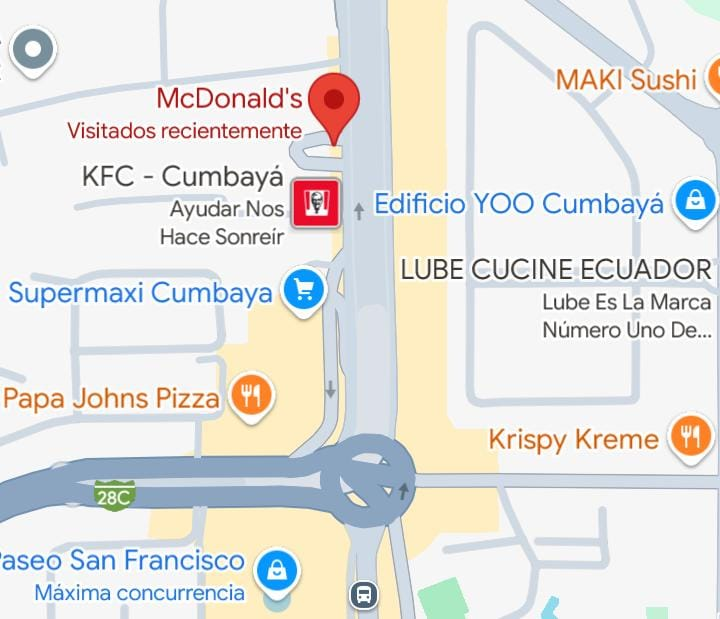 MAKI Sushi
McDonald's
Visitados recientemente
KFC - Cumbayá
Ayudar Nos
Hace Sonreír
Edificio YOO Cumbayá
LUBE CUCINE ECUADOR
Lube Es La Marca
Número Uno De...
Supermaxi Cumbaya
Papa Johns Pizza
Krispy Kreme
28C
Paseo San Francisco
Máxima concurrencia